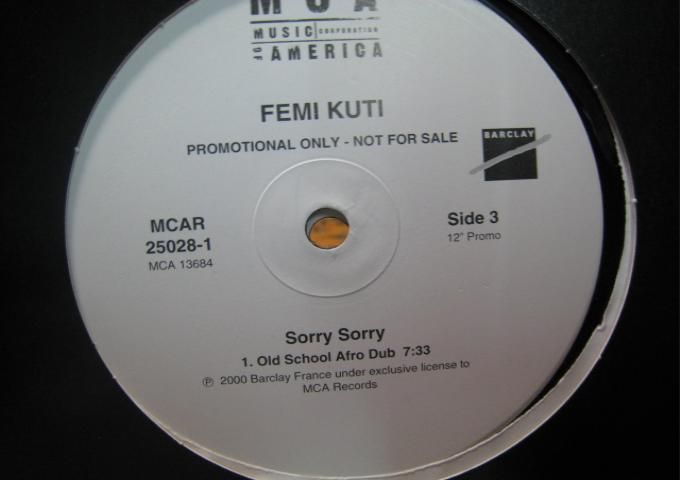 MCA
MUSIC CORPORATION
OF AMERICA
FEMI KUTI
PROMOTIONAL ONLY - NOT FOR SALE
BARCLAY
MCAR
25028-1
MCA 13684
Side 3
12" Promo
Sorry Sorry
1. Old School Afro Dub 7:33
℗ 2000 Barclay France under exclusive license to
MCA Records